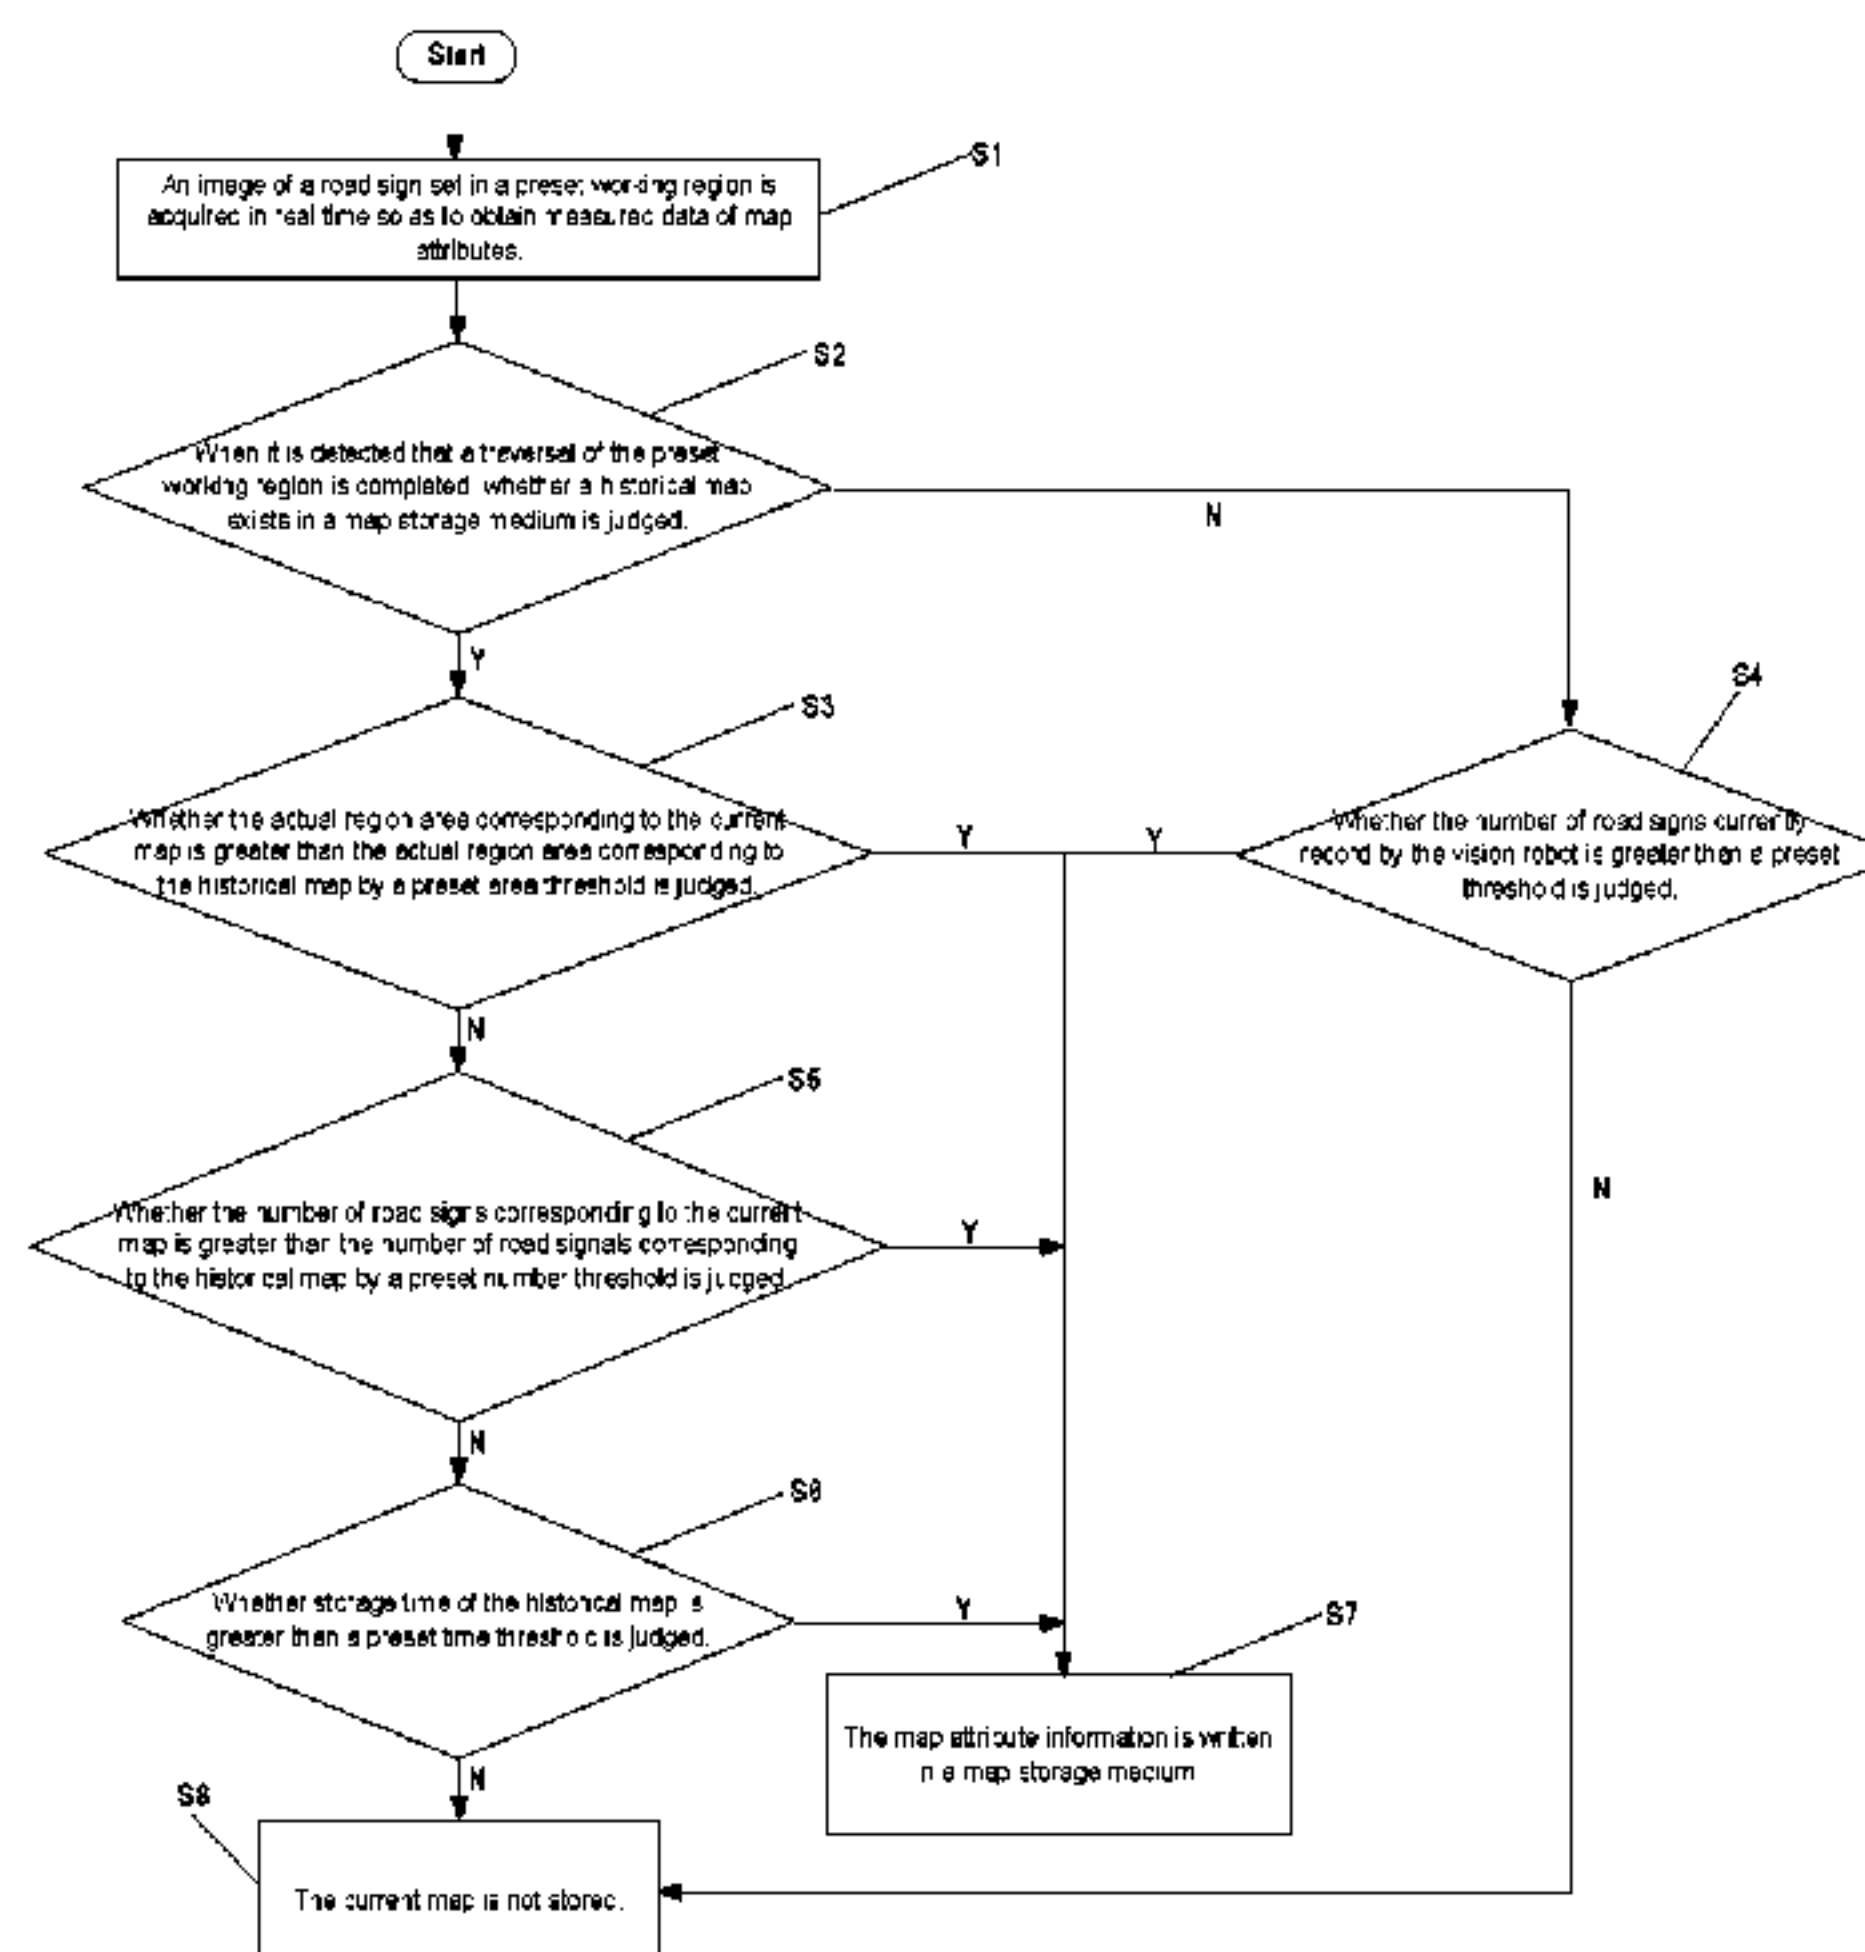 Start
S1
An image of a road sign set in a preset working region is
acquired in real time so as to obtain measured data of map
attributes.
S2
When it is detected that a traversal of the preset
working region is completed, whether a historical map
exists in a map storage medium is judged.
N
Y
S3
S4
Whether the actual region area corresponding to the current
map is greater than the actual region area corresponding to
the historical map by a preset area threshold is judged.
Y
Y
Whether the number of road signs currently
record by the vision robot is greater than a preset
threshold is judged.
N
S5
N
Whether the number of road signs corresponding to the current
map is greater than the number of road signals corresponding
to the historical map by a preset number threshold is judged.
Y
N
S6
Whether storage time of the historical map is
greater than a preset time threshold is judged.
Y
S7
The map attribute information is written
in a map storage medium
N
S8
The current map is not stored.